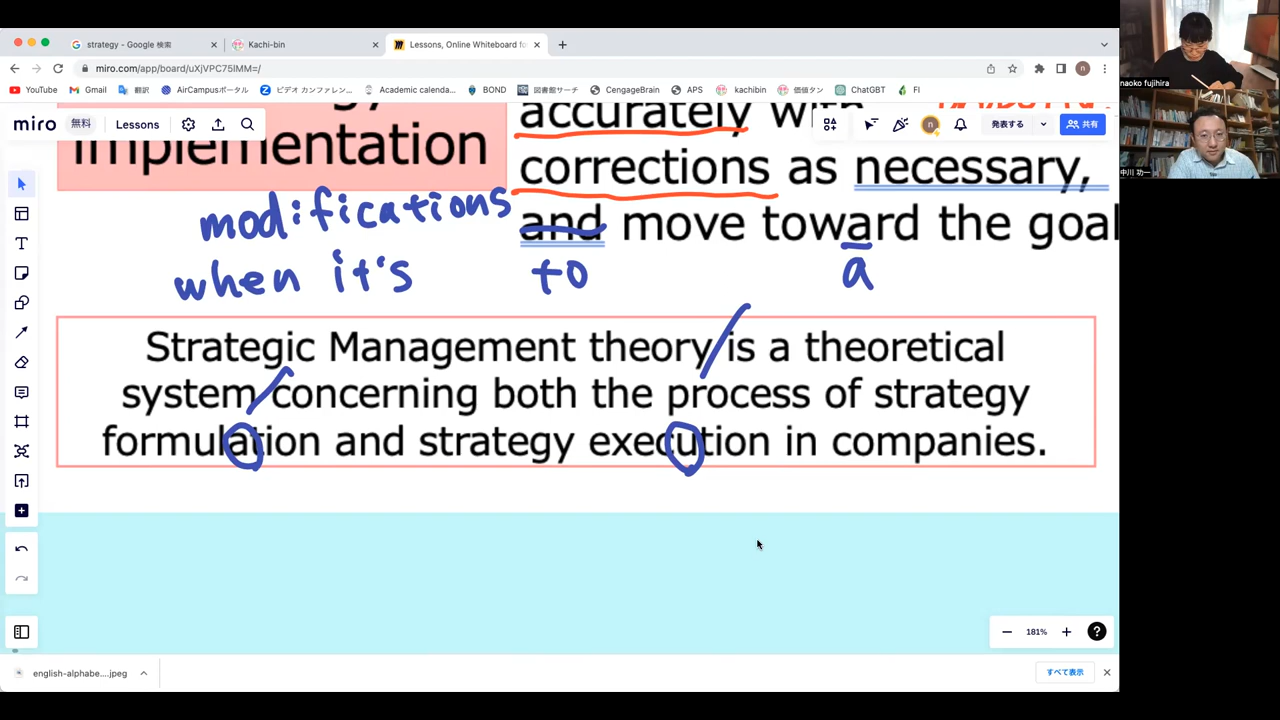 strategy - Google 検索
Kachi-bin
Lessons, Online Whiteboard for
miro.com/app/board/uXjVPC75IMM=/
n
YouTube
Gmail
翻訳
AirCampusポータル
ビデオ カンファレン...
Academic calendar...
BOND
図書館サーチ
CengageBrain
APS
kachibin
価値タン
ChatGBT
FI
miro
無料
Lessons
n
発表する
共有
Implementation
accurately with
corrections as necessary,
and move toward the goal
modifications
when it's
to
a
Strategic Management theory is a theoretical
system concerning both the process of strategy
formulation and strategy execution in companies.
181%
english-alphabe....jpeg
すべて表示
naoko fujihira
中川 功一